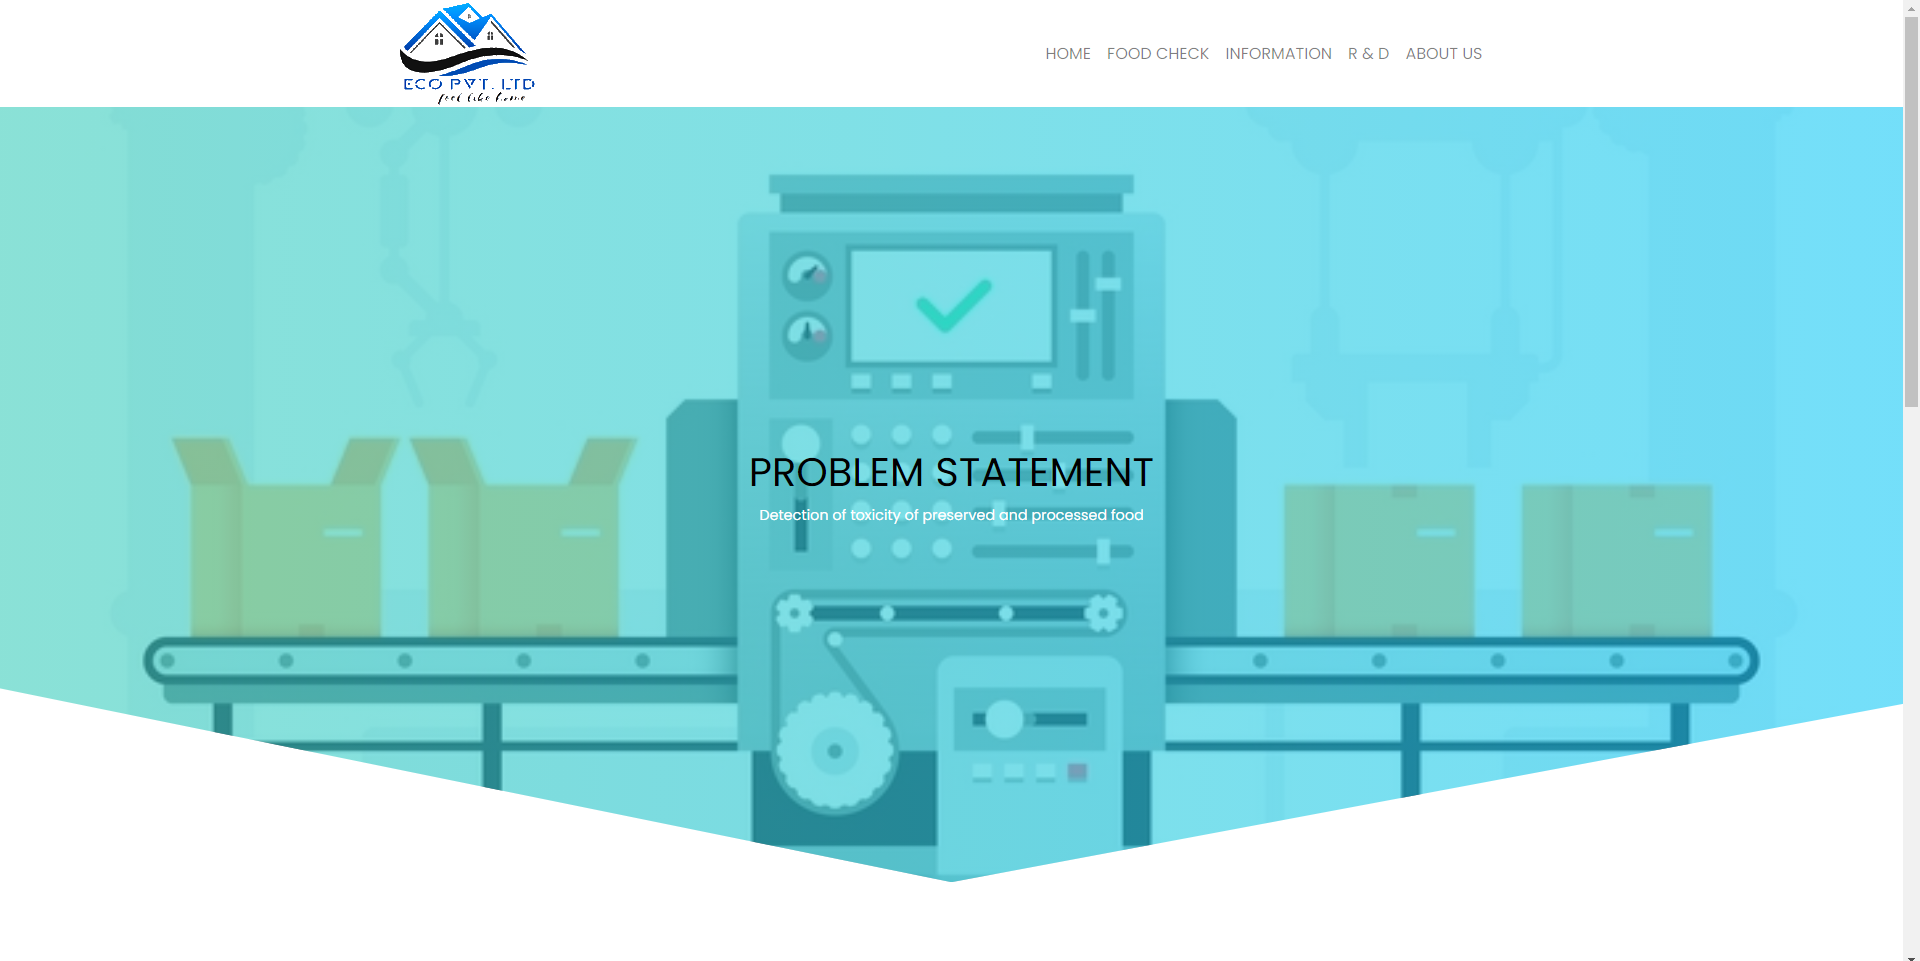 ECO PVT. LTD
feel like home
HOME FOOD CHECK INFORMATION R & D ABOUT US
PROBLEM STATEMENT
Detection of toxicity of preserved and processed food